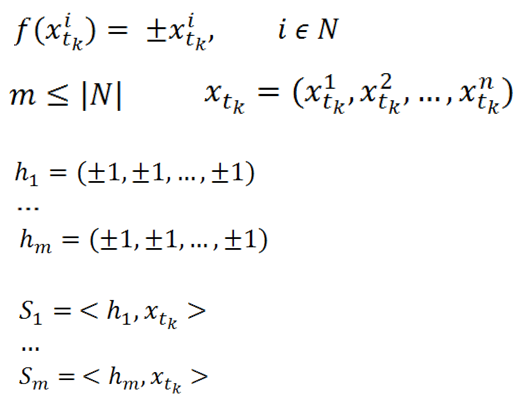 f(x_{t_k}^i) = ±x_{t_k}^i, i ϵ N
m ≤ |N| x_{t_k} = (x_{t_k}^1, x_{t_k}^2, …, x_{t_k}^n)
h_1 = (±1, ±1, …, ±1)
…
h_m = (±1, ±1, …, ±1)
S_1 = < h_1, x_{t_k} >
…
S_m = < h_m, x_{t_k} >